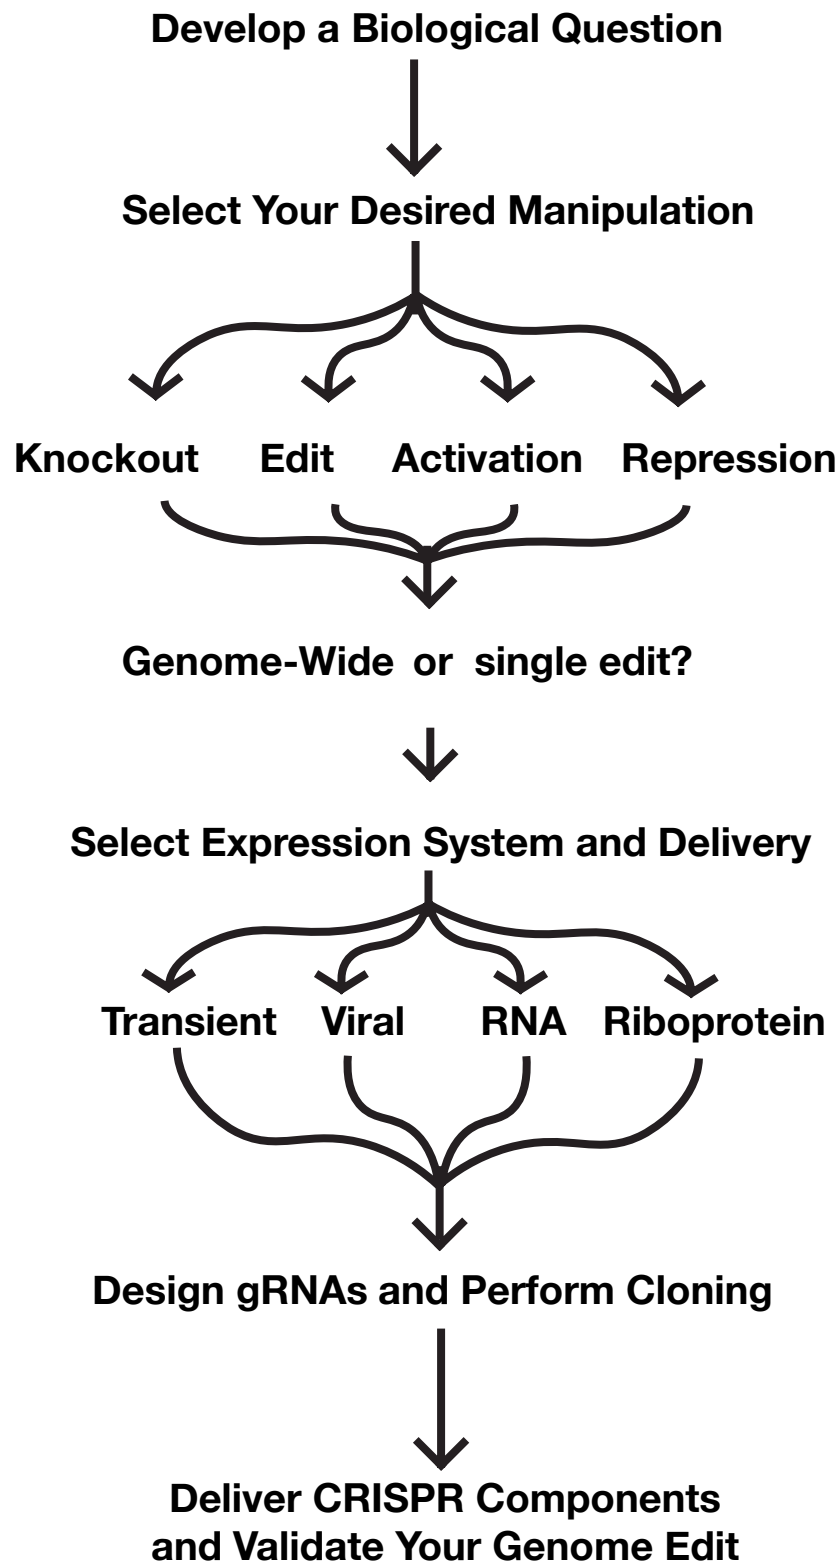 Develop a Biological Question
Select Your Desired Manipulation
Knockout Edit Activation Repression
Genome-Wide or single edit?
Select Expression System and Delivery
Transient Viral RNA Riboprotein
Design gRNAs and Perform Cloning
Deliver CRISPR Components
and Validate Your Genome Edit